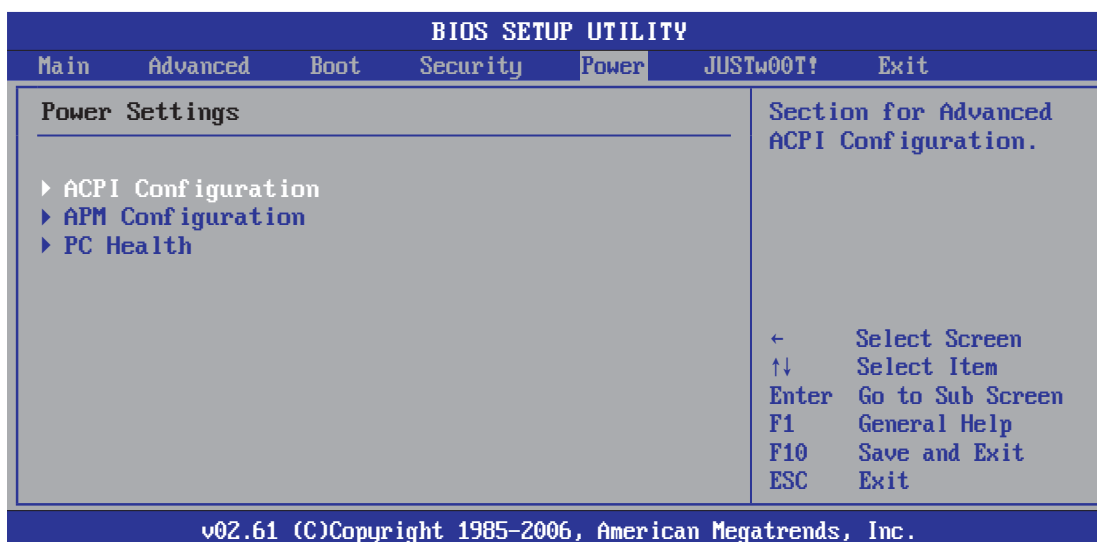 BIOS SETUP UTILITY
Main Advanced Boot Security Power JUSTw00T! Exit
Power Settings
▶ ACPI Configuration
▶ APM Configuration
▶ PC Health
Section for Advanced
ACPI Configuration.
← Select Screen
↑↓ Select Item
Enter Go to Sub Screen
F1 General Help
F10 Save and Exit
ESC Exit
v02.61 (C)Copyright 1985-2006, American Megatrends, Inc.